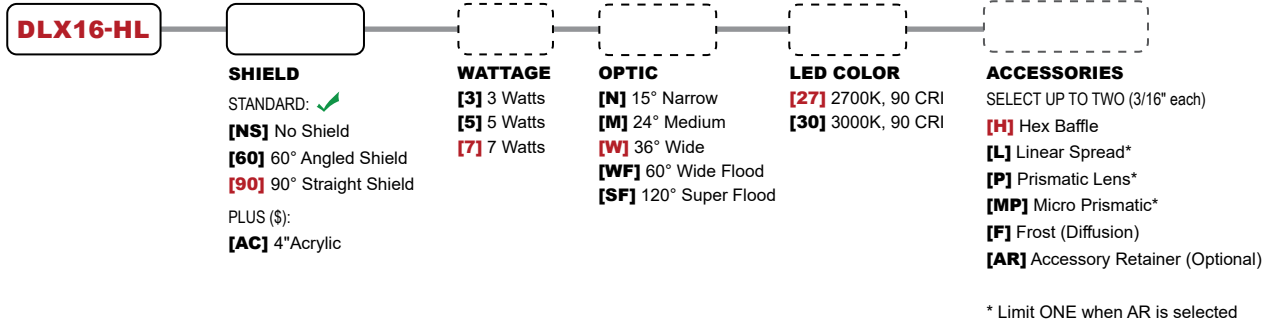 DLX16-HL
SHIELD
STANDARD:
[NS] No Shield
[60] 60° Angled Shield
[90] 90° Straight Shield
PLUS ($):
[AC] 4"Acrylic
WATTAGE
[3] 3 Watts
[5] 5 Watts
[7] 7 Watts
OPTIC
[N] 15° Narrow
[M] 24° Medium
[W] 36° Wide
[WF] 60° Wide Flood
[SF] 120° Super Flood
LED COLOR
[27] 2700K, 90 CRI
[30] 3000K, 90 CRI
ACCESSORIES
SELECT UP TO TWO (3/16" each)
[H] Hex Baffle
[L] Linear Spread*
[P] Prismatic Lens*
[MP] Micro Prismatic*
[F] Frost (Diffusion)
[AR] Accessory Retainer (Optional)
* Limit ONE when AR is selected